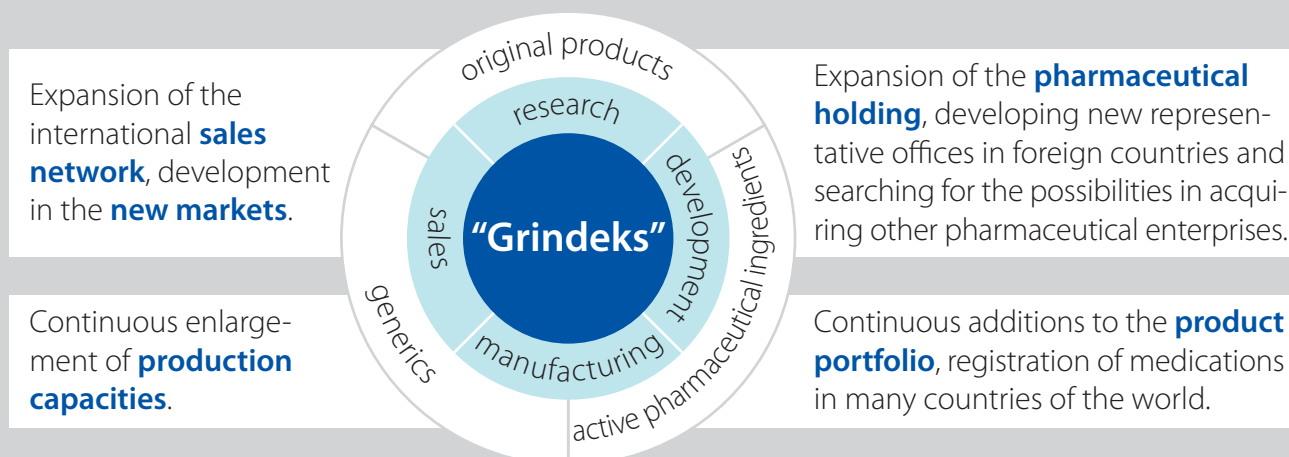 Expansion of the
international sales
network, development
in the new markets.
Continuous enlarge-
ment of production
capacities.
original products
research
development
manufacturing
sales
"Grindeks"
active pharmaceutical ingredients
generics
Expansion of the pharmaceutical
holding, developing new represen-
tative offices in foreign countries and
searching for the possibilities in acqui-
ring other pharmaceutical enterprises.
Continuous additions to the product
portfolio, registration of medications
in many countries of the world.